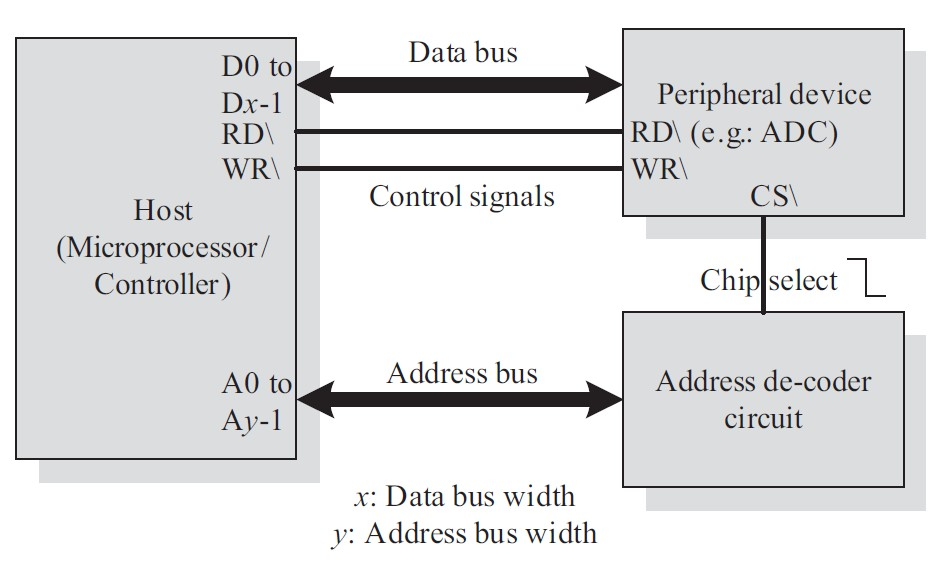 Data bus
D0 to
Dx-1
RD\
WR\
Host
(Microprocessor/
Controller)
A0 to
Ay-1
Control signals
Peripheral device
RD\ (e.g.: ADC)
WR\
CS\
Chip select
Address bus
Address de-coder
circuit
x: Data bus width
y: Address bus width